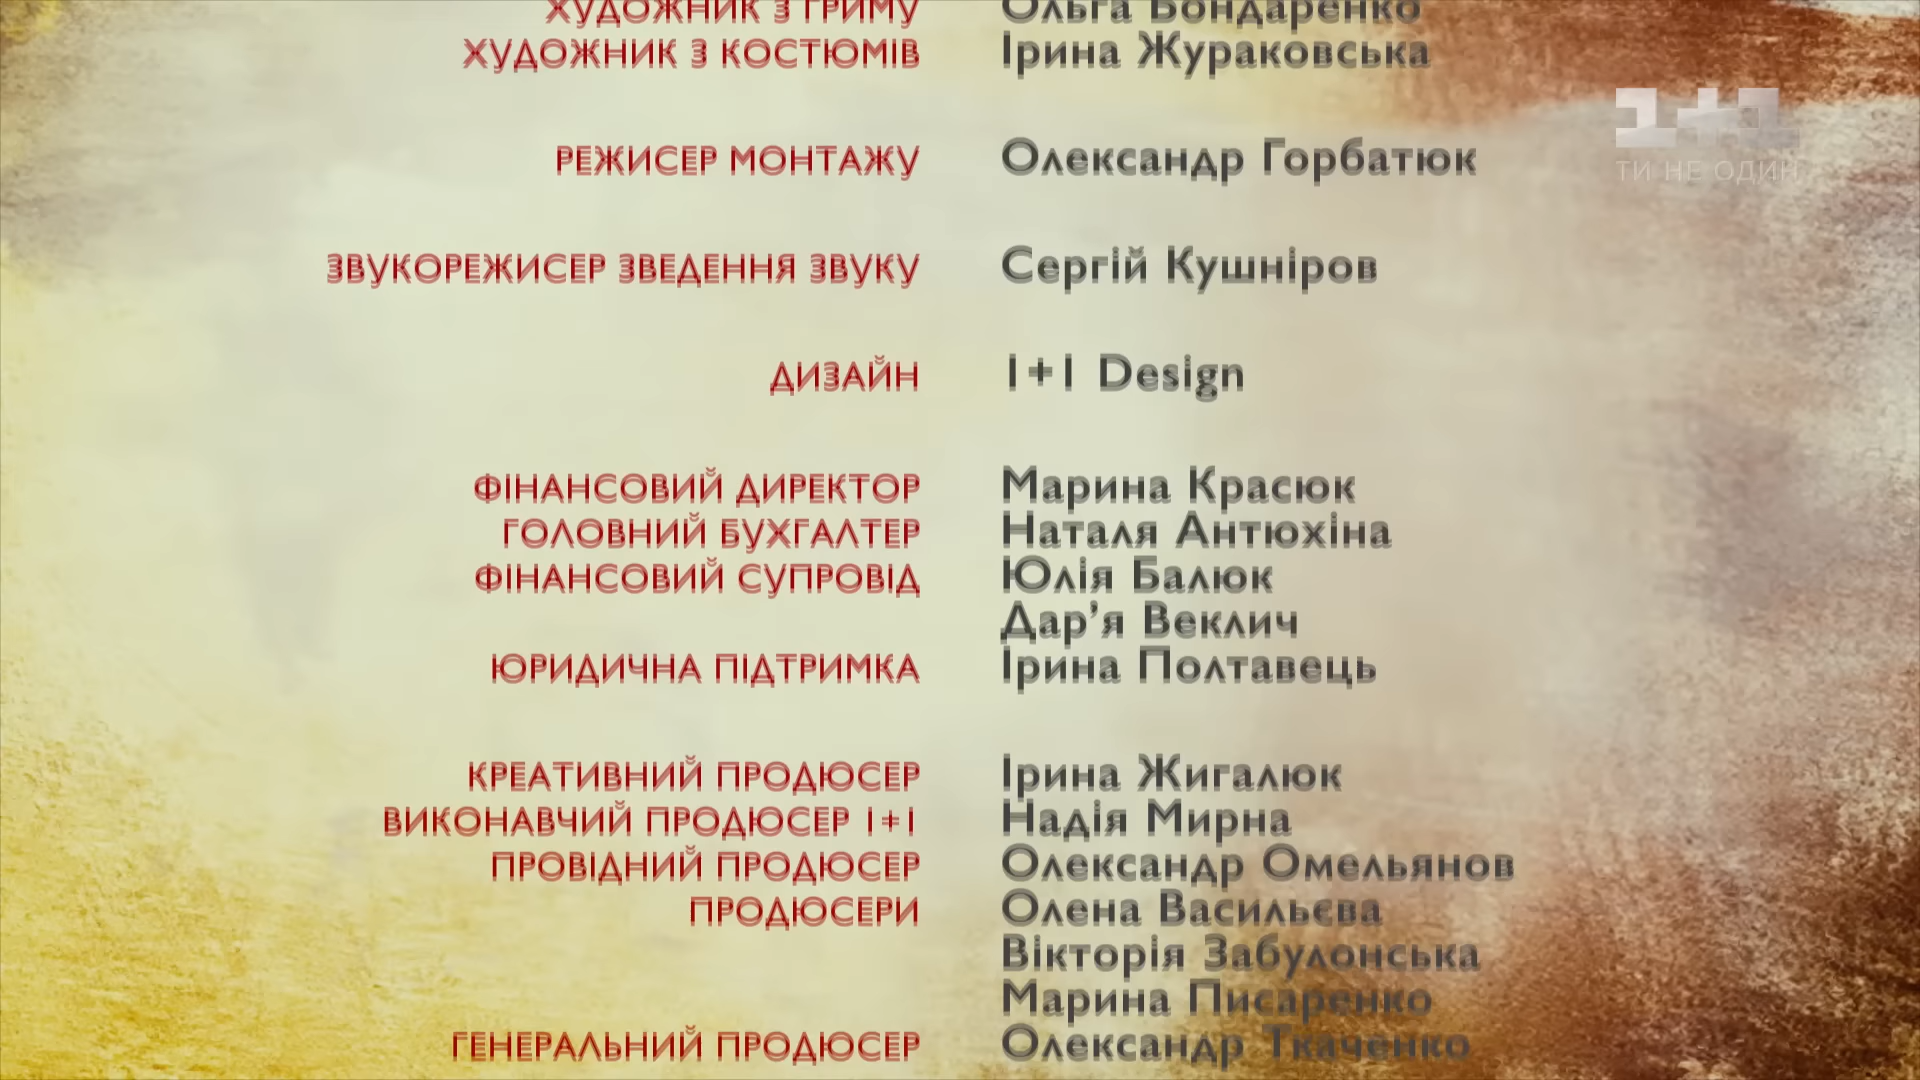 ХУДОЖНИК З ГРИМУ Ольга Бондаренко
ХУДОЖНИК З КОСТЮМІВ Ірина Жураковська
1+1
ТИ НЕ ОДИН
РЕЖИСЕР МОНТАЖУ Олександр Горбатюк
ЗВУКОРЕЖИСЕР ЗВЕДЕННЯ ЗВУКУ Сергій Кушніров
ДИЗАЙН 1+1 Design
ФІНАНСОВИЙ ДИРЕКТОР Марина Красюк
ГОЛОВНИЙ БУХГАЛТЕР Наталя Антюхіна
ФІНАНСОВИЙ СУПРОВІД Юлія Балюк
Дар’я Веклич
ЮРИДИЧНА ПІДТРИМКА Ірина Полтавець
КРЕАТИВНИЙ ПРОДЮСЕР Ірина Жигалюк
ВИКОНАВЧИЙ ПРОДЮСЕР 1+1 Надія Мирна
ПРОВІДНИЙ ПРОДЮСЕР Олександр Омельянов
ПРОДЮСЕРИ Олена Васильєва
Вікторія Забулонська
Марина Писаренко
ГЕНЕРАЛЬНИЙ ПРОДЮСЕР Олександр Ткаченко